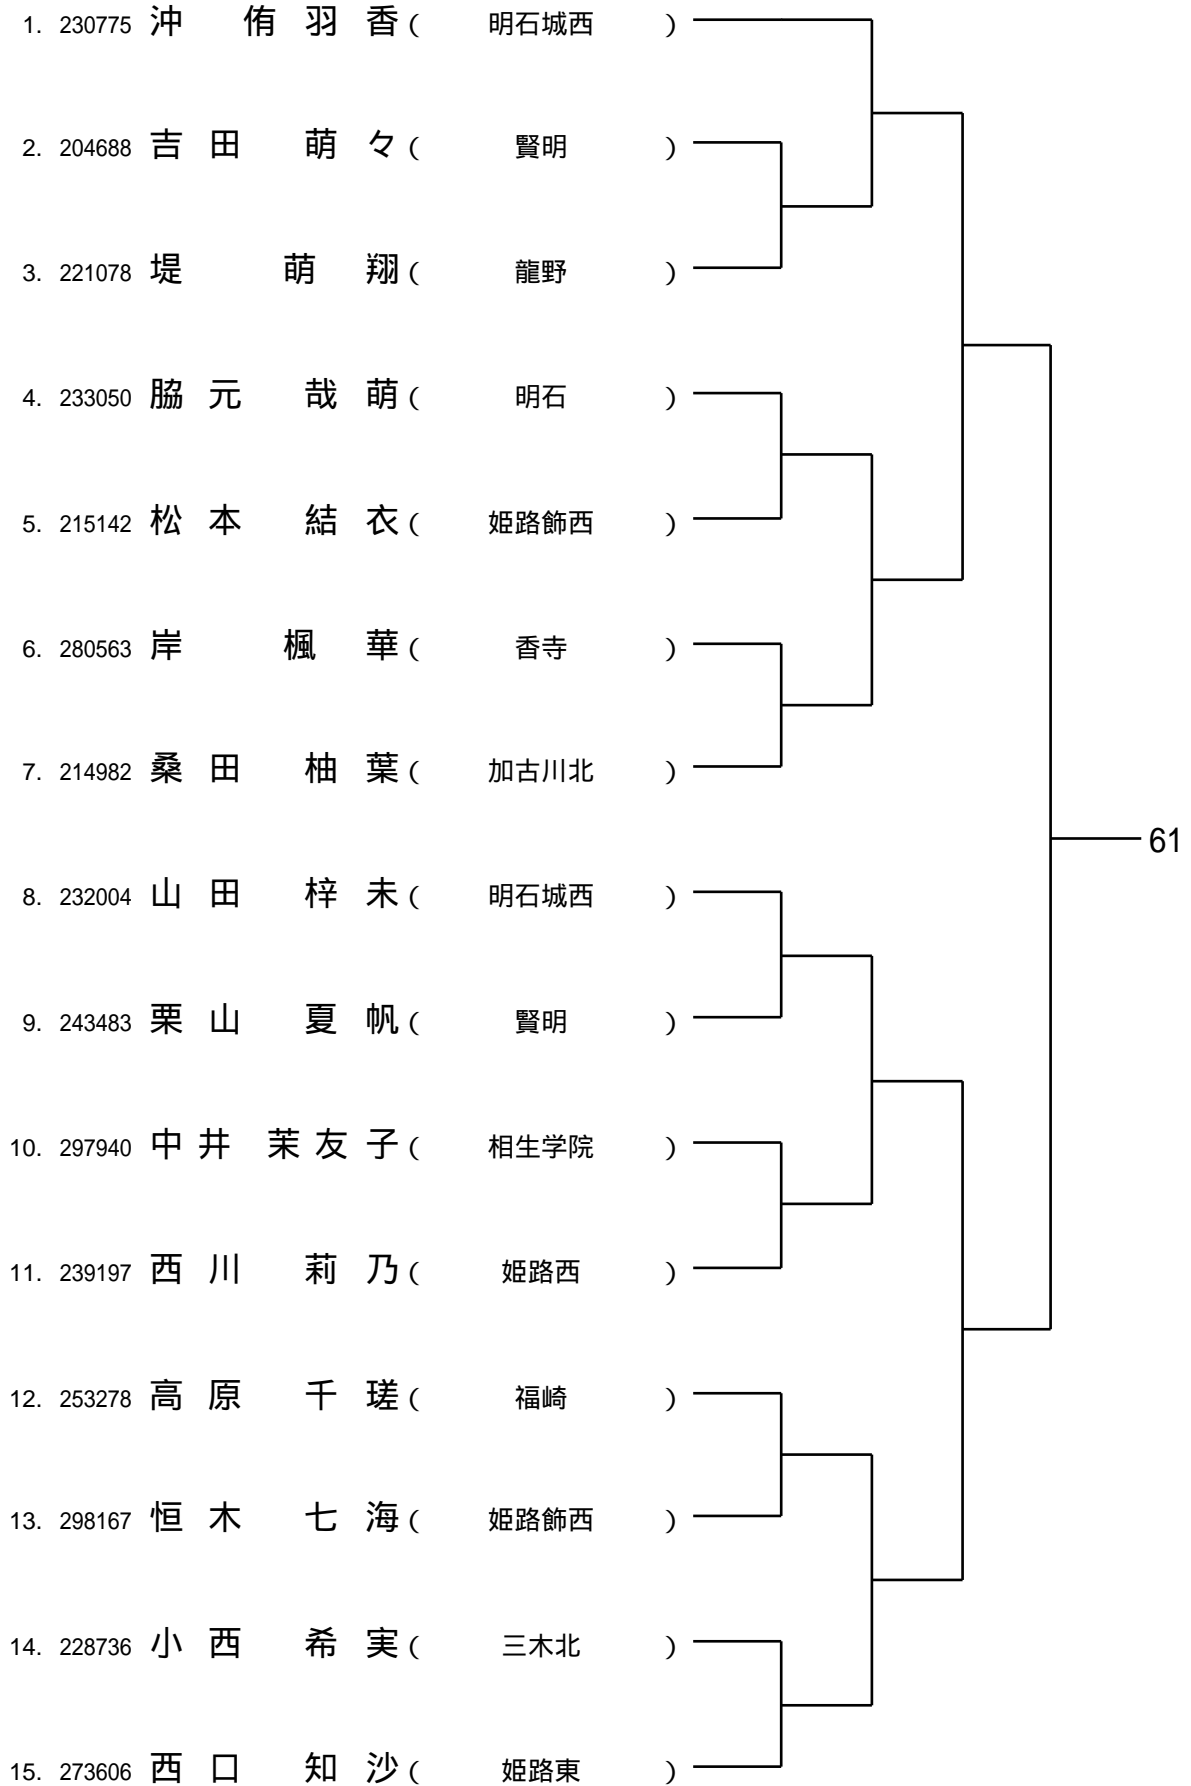 1. 230775 沖 侑羽香 ( 明石城西 )
2. 204688 吉田 萌々 ( 賢明 )
3. 221078 堤 萌翔 ( 龍野 )
4. 233050 脇元 哉萌 ( 明石 )
5. 215142 松本 結衣 ( 姫路飾西 )
6. 280563 岸 楓華 ( 香寺 )
7. 214982 桑田 柚葉 ( 加古川北 )
61
8. 232004 山田 梓未 ( 明石城西 )
9. 243483 栗山 夏帆 ( 賢明 )
10. 297940 中井 茉友子 ( 相生学院 )
11. 239197 西川 莉乃 ( 姫路西 )
12. 253278 高原 千瑳 ( 福崎 )
13. 298167 恒木 七海 ( 姫路飾西 )
14. 228736 小西 希実 ( 三木北 )
15. 273606 西口 知沙 ( 姫路東 )